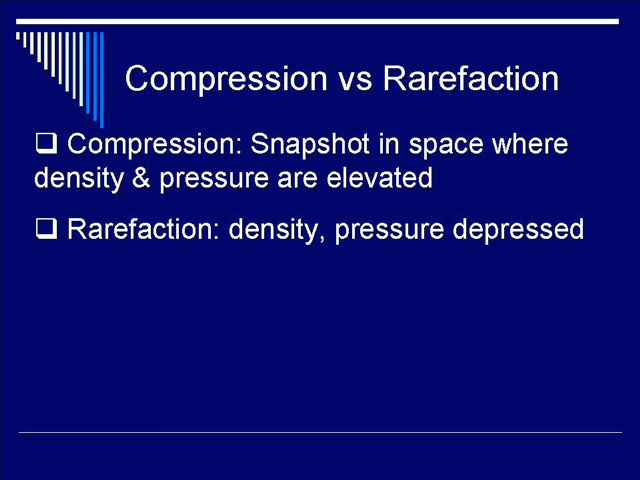 Compression vs Rarefaction
❑ Compression: Snapshot in space where
density & pressure are elevated
❑ Rarefaction: density, pressure depressed